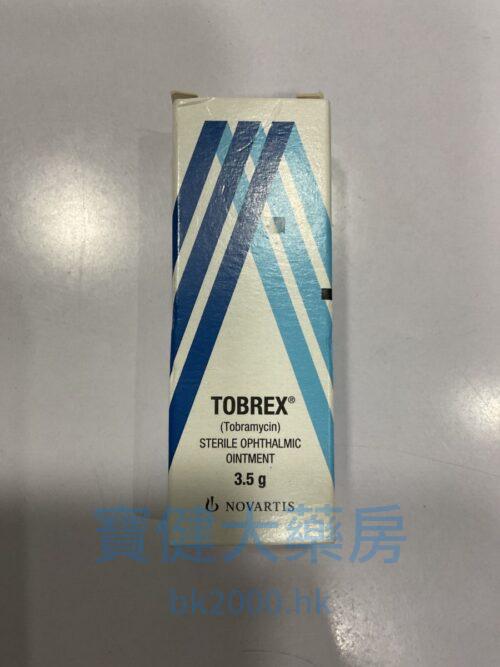 TOBREX®
(Tobramycin)
STERILE OPHTHALMIC
OINTMENT
3.5 g
NOVARTIS
寶健大藥房
bk2000.hk